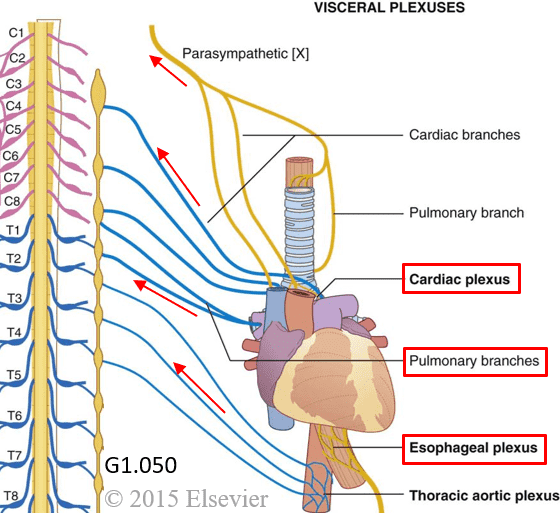 VISCERAL PLEXUSES
Parasympathetic [X]
C1
C2
C3
C4
C5
C6
C7
C8
T1
T2
T3
T4
T5
T6
T7
T8
Cardiac branches
Pulmonary branch
Cardiac plexus
Pulmonary branches
Esophageal plexus
Thoracic aortic plexus
G1.050
© 2015 Elsevier